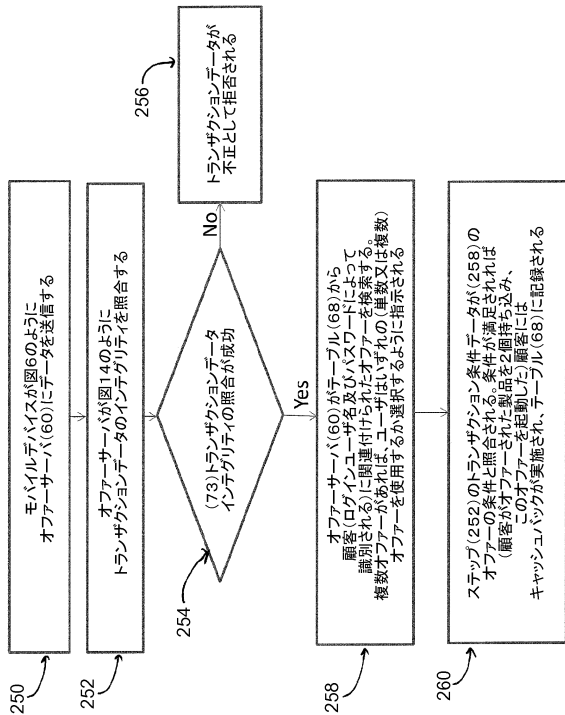 250
モバイルデバイスが図6のように
オファーサーバ(60)にデータを送信する
252
オファーサーバが図14のように
トランザクションデータのインテグリティを照合する
254
(73)トランザクションデータ
インテグリティの照合が成功
No
256
トランザクションデータが
不正として拒否される
Yes
258
オファーサーバ(60)がテーブル(68)から
顧客(ログインユーザ名及びパスワードによって
識別される)に関連付けられたオファーを検索する。
複数オファーがあれば、ユーザはいずれの(単数又は複数)
オファーを使用するか選択するように指示される
260
ステップ(252)のトランザクション条件データが(258)の
オファーの条件と照合される。条件が満足されれば
(顧客がオファーされた製品を2個持ち込み、
このオファーを起動した)顧客には
キャッシュバックが実施され、テーブル(68)に記録される